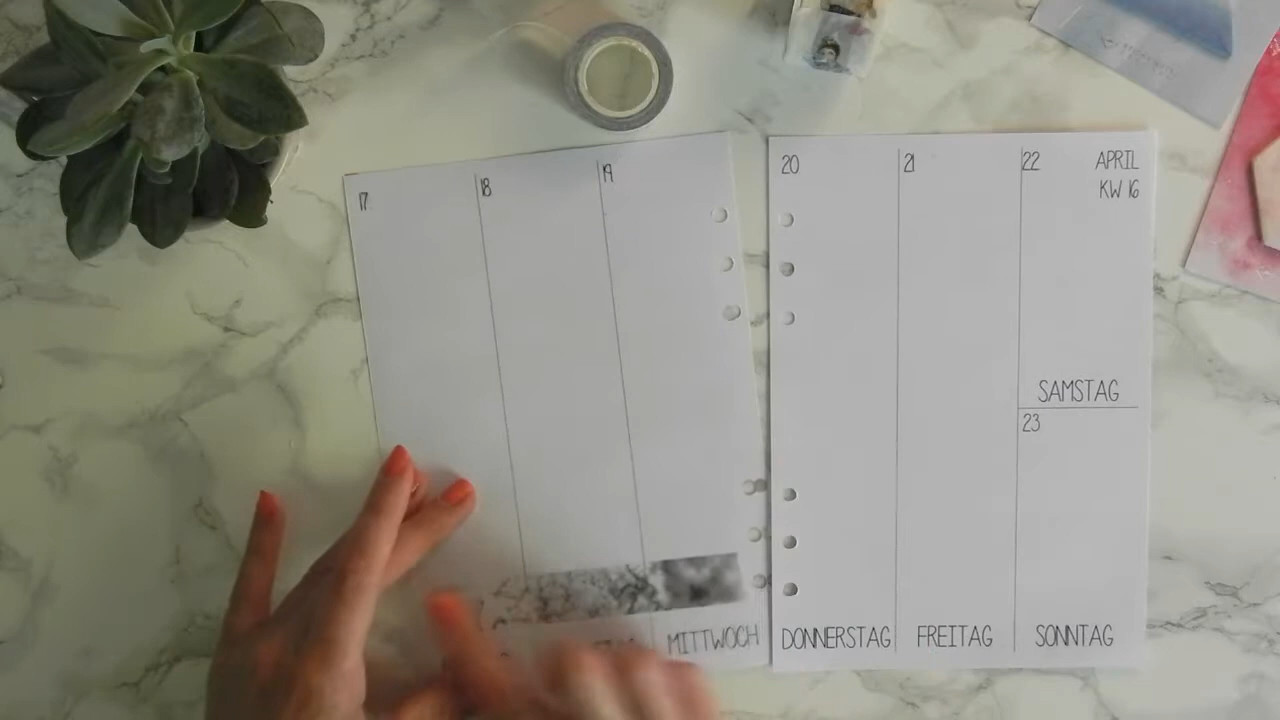 17
18
19
MITTWOCH
20
21
22
APRIL
KW 16
SAMSTAG
23
DONNERSTAG
FREITAG
SONNTAG